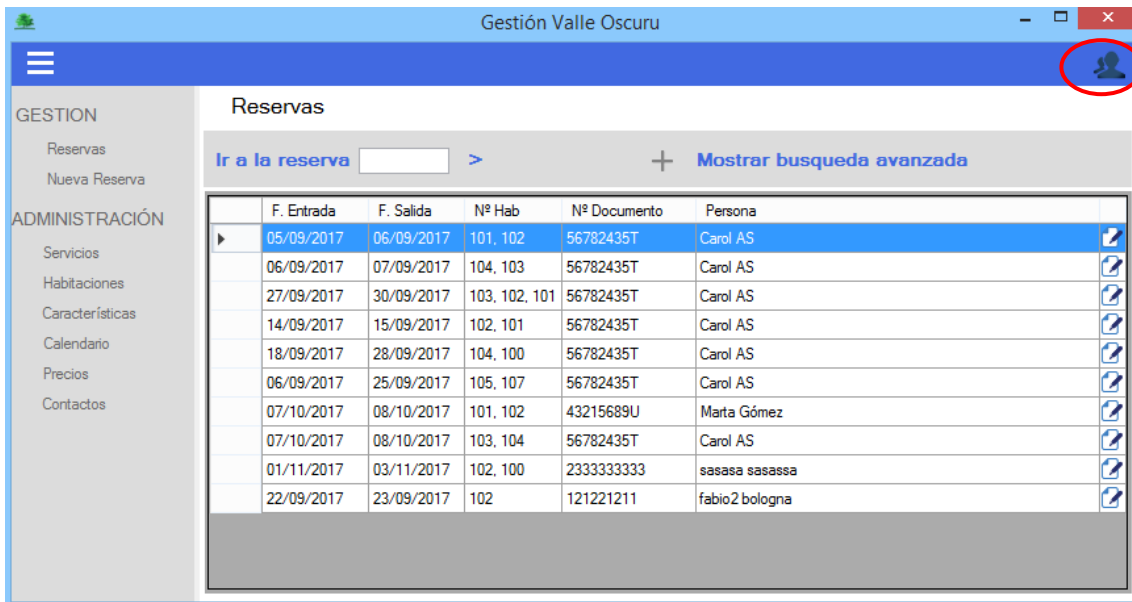 Gestión Valle Oscuru
GESTION
Reservas
Nueva Reserva
ADMINISTRACIÓN
Servicios
Habitaciones
Características
Calendario
Precios
Contactos
Reservas
Ir a la reserva > + Mostrar busqueda avanzada
F. Entrada F. Salida Nº Hab Nº Documento Persona
05/09/2017 06/09/2017 101, 102 56782435T Carol AS
06/09/2017 07/09/2017 104, 103 56782435T Carol AS
27/09/2017 30/09/2017 103, 102, 101 56782435T Carol AS
14/09/2017 15/09/2017 102, 101 56782435T Carol AS
18/09/2017 28/09/2017 104, 100 56782435T Carol AS
06/09/2017 25/09/2017 105, 107 56782435T Carol AS
07/10/2017 08/10/2017 101, 102 43215689U Marta Gómez
07/10/2017 08/10/2017 103, 104 56782435T Carol AS
01/11/2017 03/11/2017 102, 100 2333333333 sasasa sasassa
22/09/2017 23/09/2017 102 121221211 fabio2 bologna